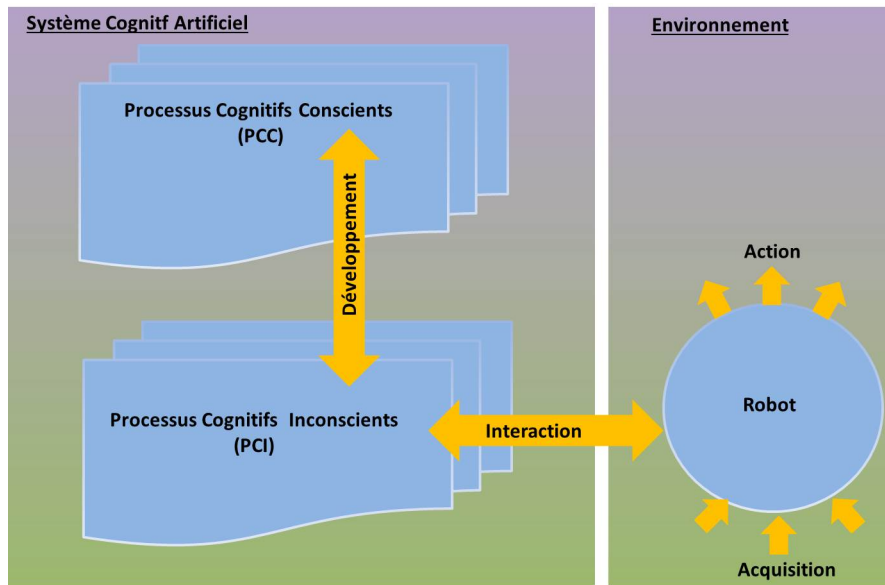 Système Cognitf Artificiel
Processus Cognitifs Conscients
(PCC)
Développement
Processus Cognitifs Inconscients
(PCI)
Interaction
Environnement
Action
Robot
Acquisition